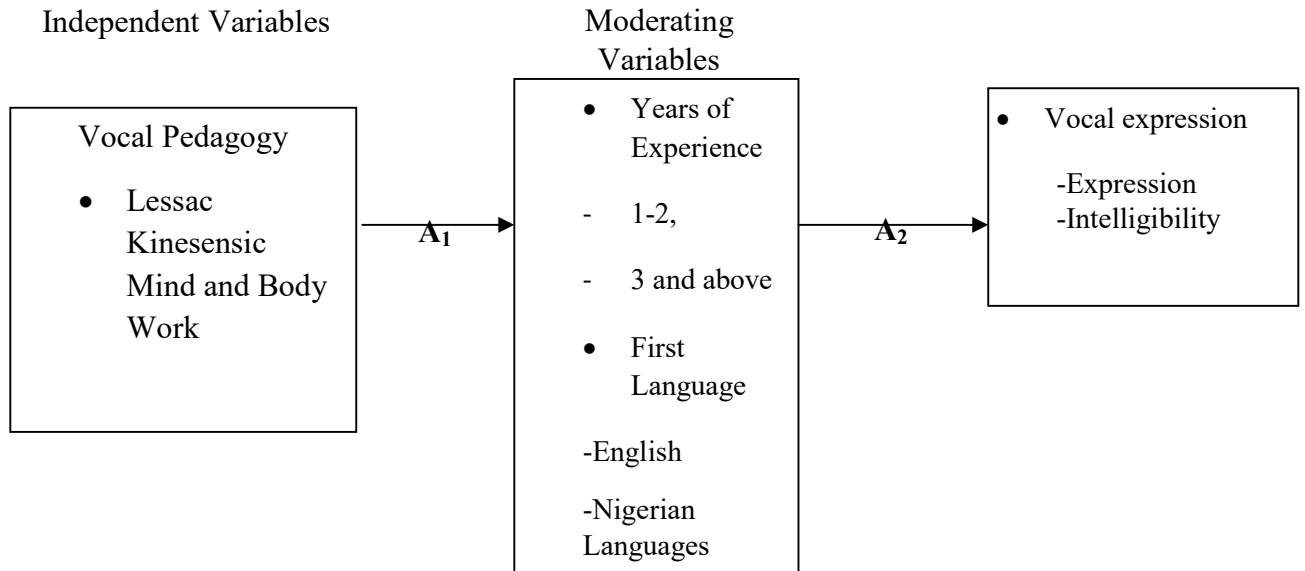 Independent Variables
Vocal Pedagogy
• Lessac
Kinesensic
Mind and Body
Work
A1
Moderating
Variables
• Years of
Experience
- 1-2,
- 3 and above
• First
Language
-English
-Nigerian
Languages
A2
• Vocal expression
-Expression
-Intelligibility